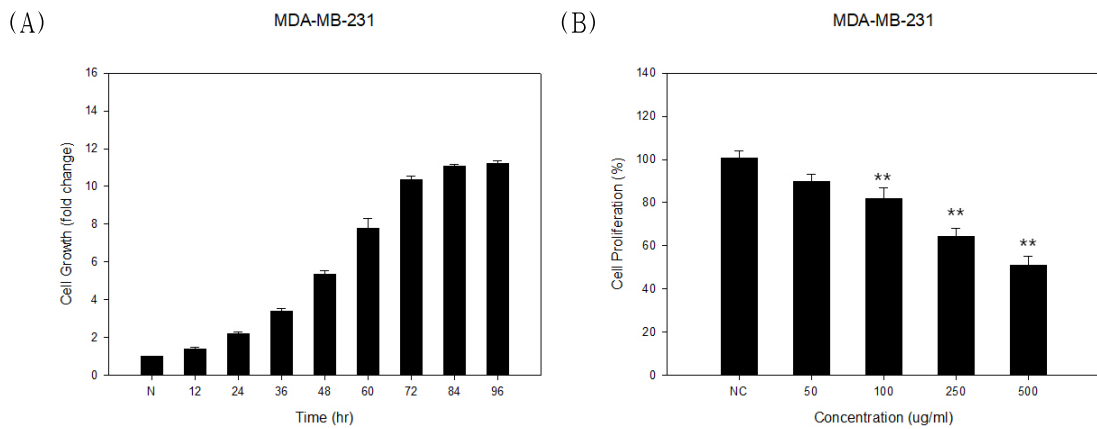 (A)
MDA-MB-231
Cell Growth (fold change)
16
14
12
10
8
6
4
2
0
N 12 24 36 48 60 72 84 96
Time (hr)
(B)
MDA-MB-231
Cell Proliferation (%)
140
120
100
80
60
40
20
0
**
**
**
NC 50 100 250 500
Concentration (ug/ml)